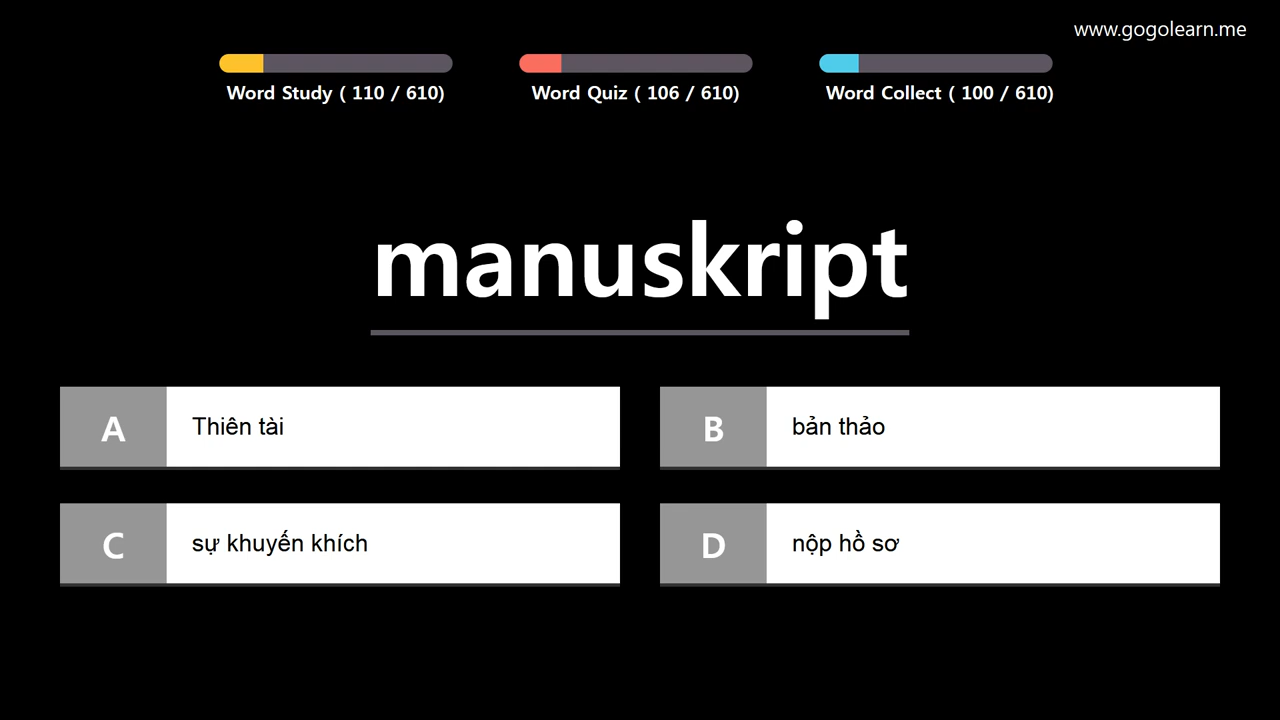 www.gogolearn.me
Word Study ( 110 / 610)
Word Quiz ( 106 / 610)
Word Collect ( 100 / 610)
manuskript
A Thiên tài
B bản thảo
C sự khuyến khích
D nộp hồ sơ